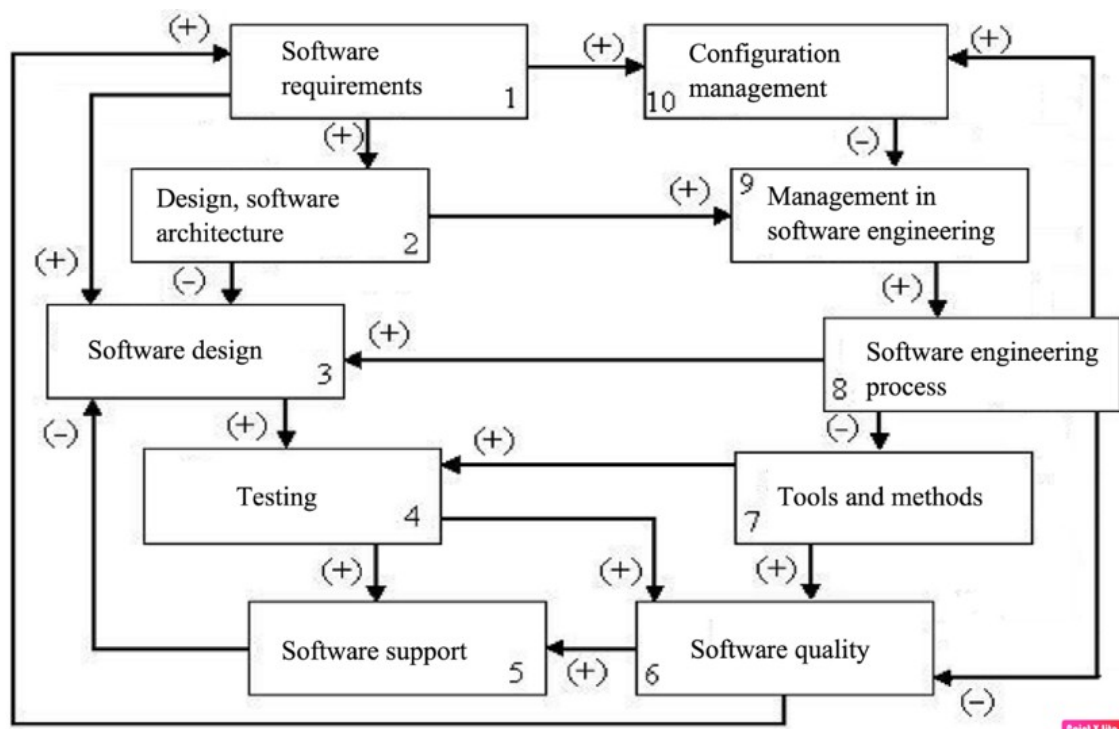 (+)
Software
requirements
1
(+)
Configuration
management
10
(+)
(+)
(-)
Design, software
architecture
2
(+)
9
Management in
software engineering
(+)
(-)
(+)
Software design
3
(+)
Software engineering
process
8
(-)
(+)
(+)
(-)
Testing
4
Tools and methods
7
(+)
(+)
(+)
Software support
5
(+)
Software quality
6
(-)